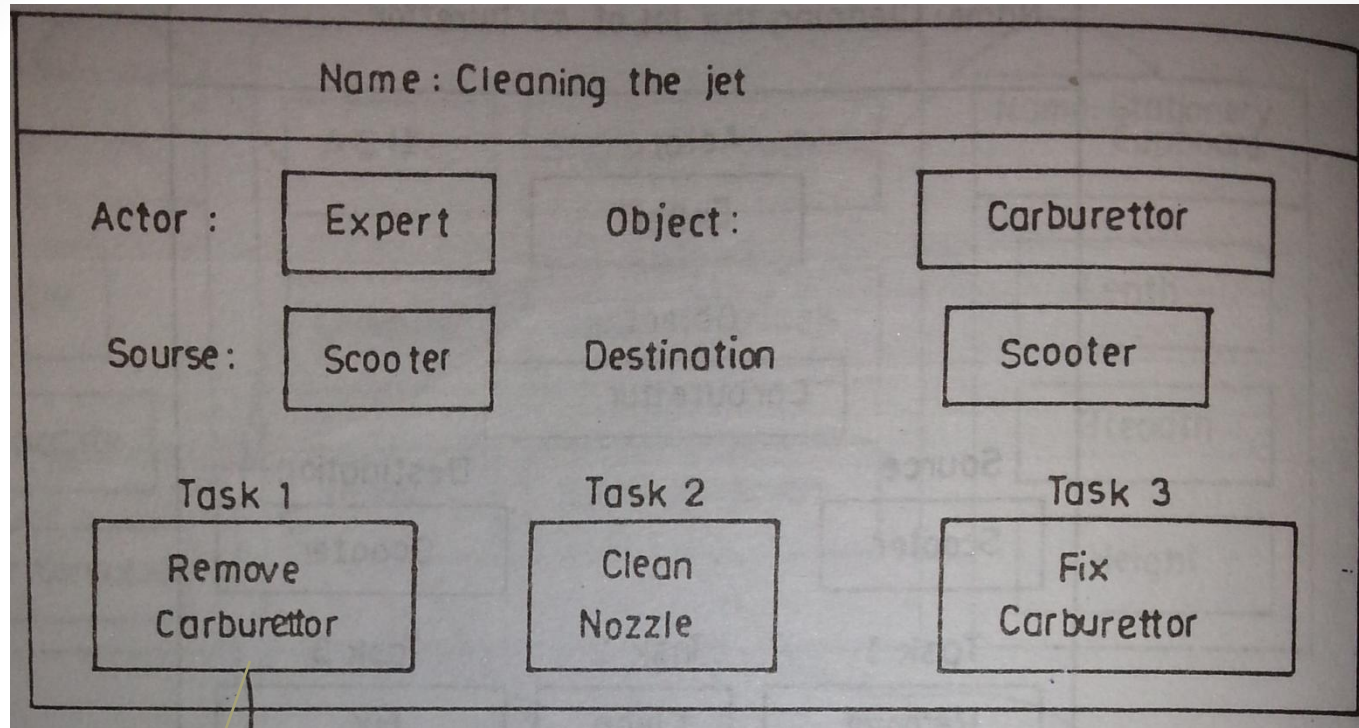 Name : Cleaning the jet
Actor : Expert Object : Carburettor
Sourse : Scooter Destination Scooter
Task 1 Task 2 Task 3
Remove Clean Fix
Carburettor Nozzle Carburettor